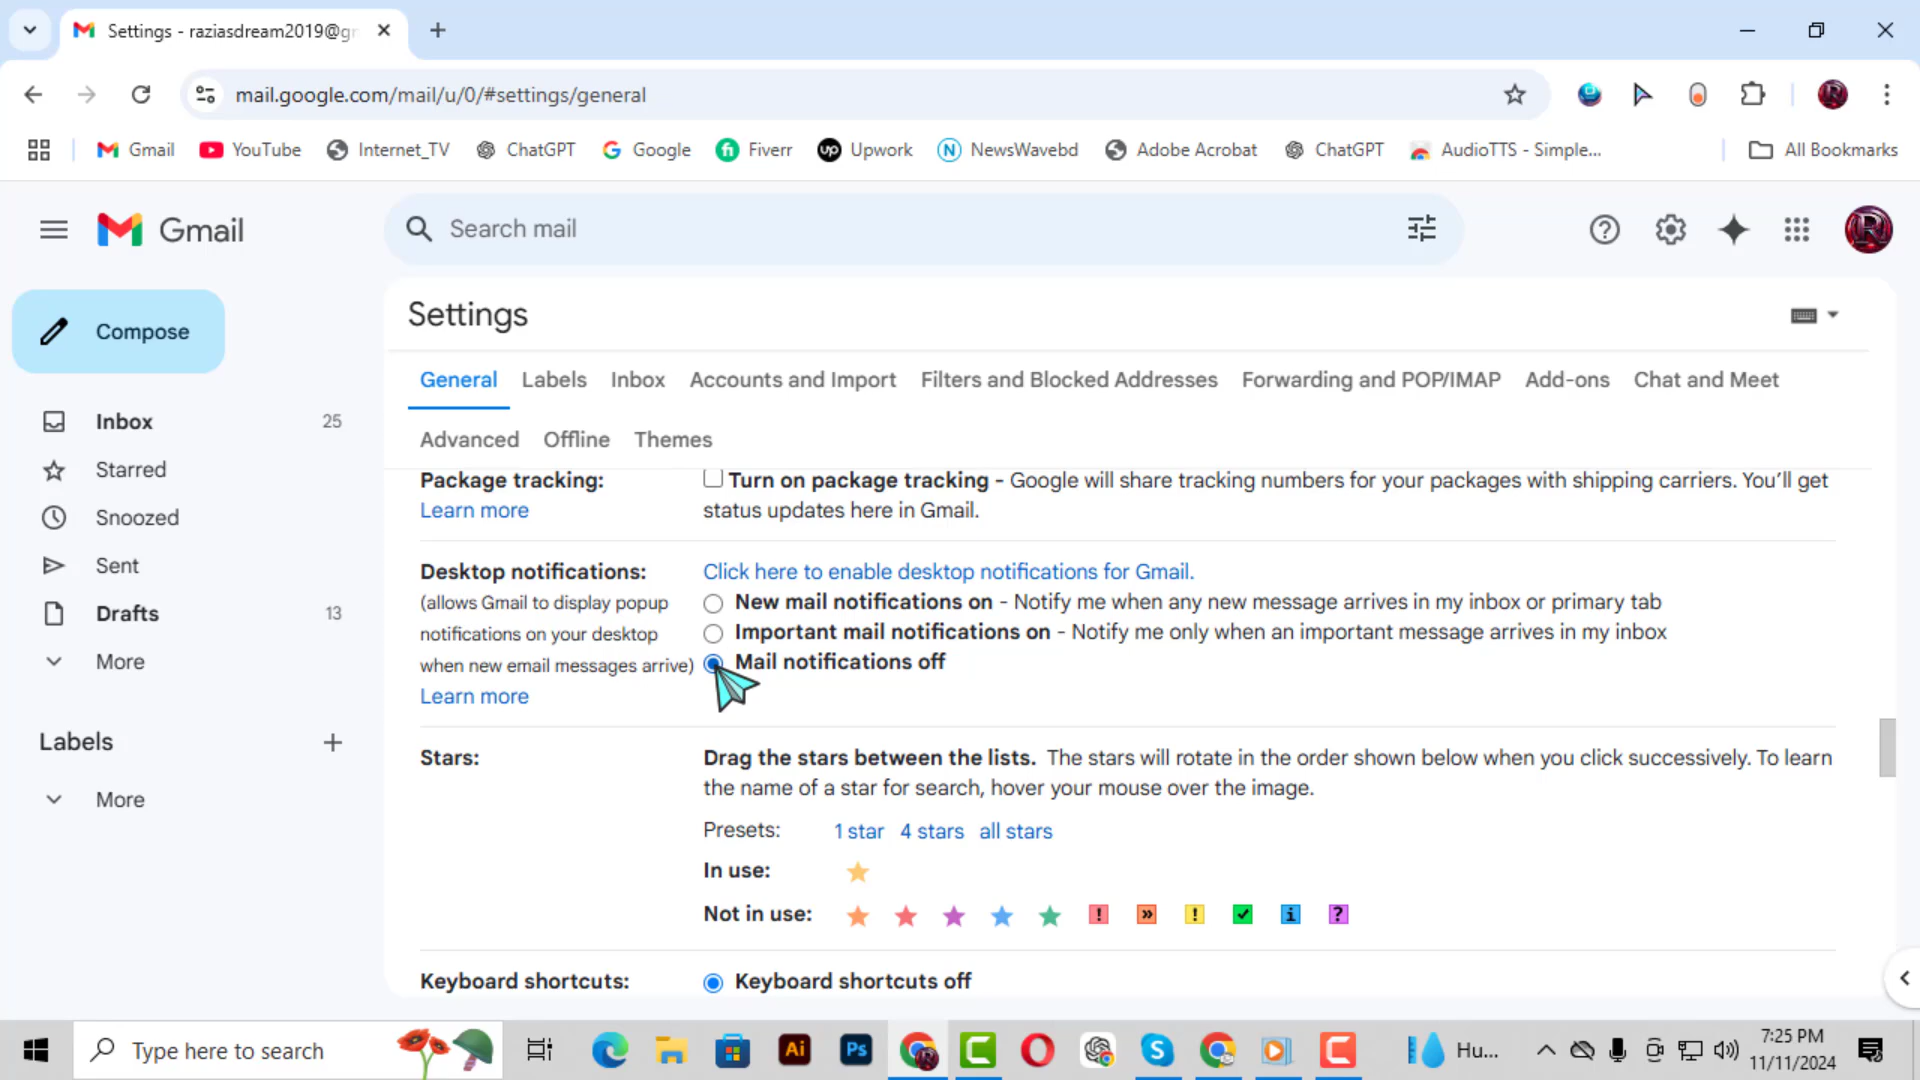 Settings - raziasdream2019@gr
mail.google.com/mail/u/0/#settings/general
Gmail YouTube Internet_TV ChatGPT Google Fiverr Upwork NewsWavebd Adobe Acrobat ChatGPT AudioTTS - Simple... All Bookmarks
Gmail
Search mail
Compose
Inbox 25
Starred
Snoozed
Sent
Drafts 13
More
Labels
More
Settings
General Labels Inbox Accounts and Import Filters and Blocked Addresses Forwarding and POP/IMAP Add-ons Chat and Meet
Advanced Offline Themes
Package tracking:
Learn more
Turn on package tracking - Google will share tracking numbers for your packages with shipping carriers. You'll get
status updates here in Gmail.
Desktop notifications:
(allows Gmail to display popup
notifications on your desktop
when new email messages arrive)
Learn more
Click here to enable desktop notifications for Gmail.
New mail notifications on - Notify me when any new message arrives in my inbox or primary tab
Important mail notifications on - Notify me only when an important message arrives in my inbox
Mail notifications off
Stars:
Drag the stars between the lists. The stars will rotate in the order shown below when you click successively. To learn
the name of a star for search, hover your mouse over the image.
Presets: 1 star 4 stars all stars
In use:
Not in use: ! » ! i ?
Keyboard shortcuts:
Keyboard shortcuts off
Type here to search
Ai
Ps
Hu...
7:25 PM
11/11/2024